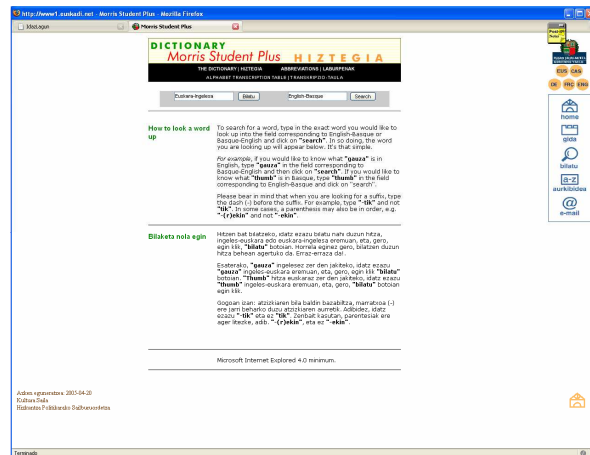 http://www1.euskadi.net - Morris Student Plus - Mozilla Firefox
IdazLagun
Morris Student Plus
DICTIONARY
Morris Student Plus HIZTEGIA
THE DICTIONARY | HIZTEGIA ABBREVIATIONS | LABURPENAK
ALPHABET TRANSCRIPTION TABLE | TRANSKRIPZIO-TAULA
Euskara-Ingelesa Bilatu English-Basque Search
How to look a word
up
To search for a word, type in the exact word you would like to
look up into the field corresponding to English-Basque or
Basque-English and click on "search". In so doing, the word
you are looking up will appear below. It's that simple.
For example, if you would like to know what "gauza" is in
English, type "gauza" in the field corresponding to
Basque-English and then click on "search". If you would like to
know what "thumb" is in basque, type "thumb" in the field
corresponding to English-Basque and click on "search".
Please bear in mind that when you are looking for a suffix, type
the dash (-) before the suffix. For example, type "-tik" and not
"tik". In some cases, a parenthesis may also be in order, e.g.
"-(r)ekin" and not "-ekin".
Bilaketa nola egin
Hitzen bat bilatzeko, idatz ezazu bilatu nahi duzun hitza,
ingeles-euskara edo euskara-ingelesa eremuan, eta, gero,
egin klik, "bilatu" botoian. Horrela eginez gero, bilatzen duzun
hitza behean agertuko da. Erraz-erraza da!.
Esaterako, "gauza" ingelesez zer den jakiteko, idatz ezazu
"gauza" ingeles-euskara eremuan, eta, gero, egin klik "bilatu"
botoian. "Thumb" hitza euskaraz zer den jakiteko, idatz ezazu
"thumb" ingeles-euskara eremuan, eta, gero, "bilatu" botoian
egin klik.
Gogoan izan: atzizkiaren bila baldin bazabiltza, marratxoa (-)
ere jarri beharko duzu atzizkiaren aurretik. Adibidez, idatz
ezazu "-tik" eta ez "tik". Zenbait kasutan, parentesiak ere
ager litezke, adib. "-(r)ekin", eta ez "-ekin".
Microsoft Internet Explored 4.0 minimum.
CUS CAS
DE FRÇ ENG
home
gida
bilatu
a-z
aurkibidea
@
e-mail
Azken eguneratzea: 2005-04-20
Kultura Saila
Hizkuntza Politikarako Sailburuordetza
Terminado